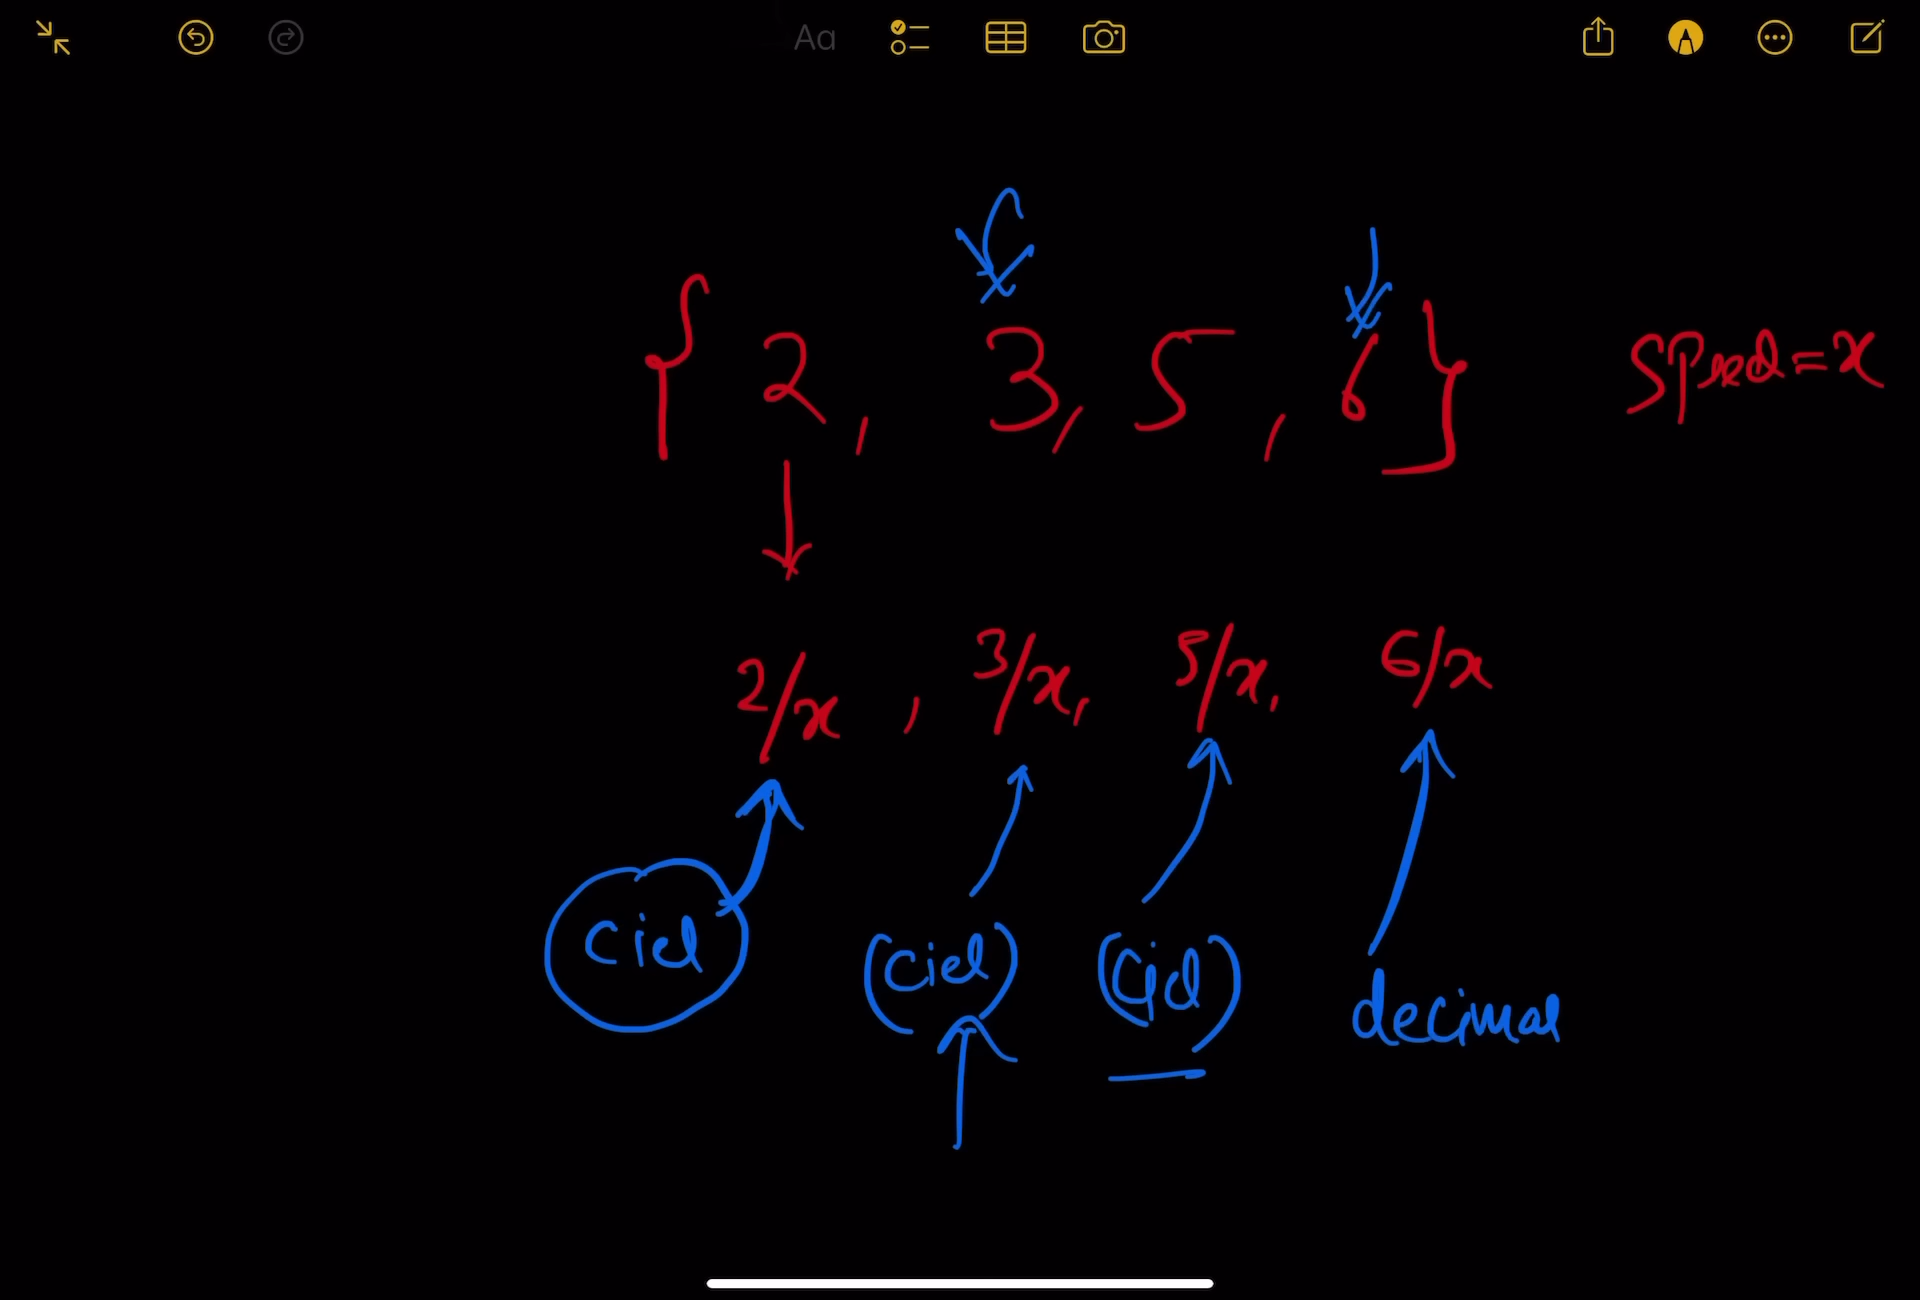 Aa
{ 2, 3, 5, 6 } speed=x
2/x , 3/x, 5/x, 6/x
ciel (ciel) (ciel) decimal